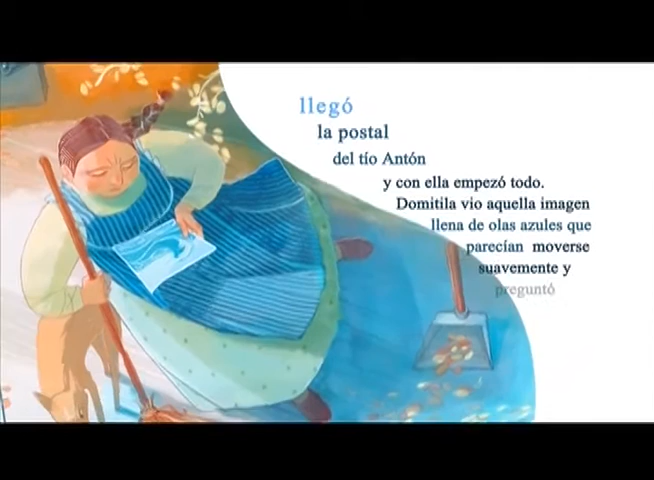 llegó
la postal
del tío Antón
y con ella empezó todo.
Domitila vio aquella imagen
llena de olas azules que
parecían moverse
suavemente y
preguntó